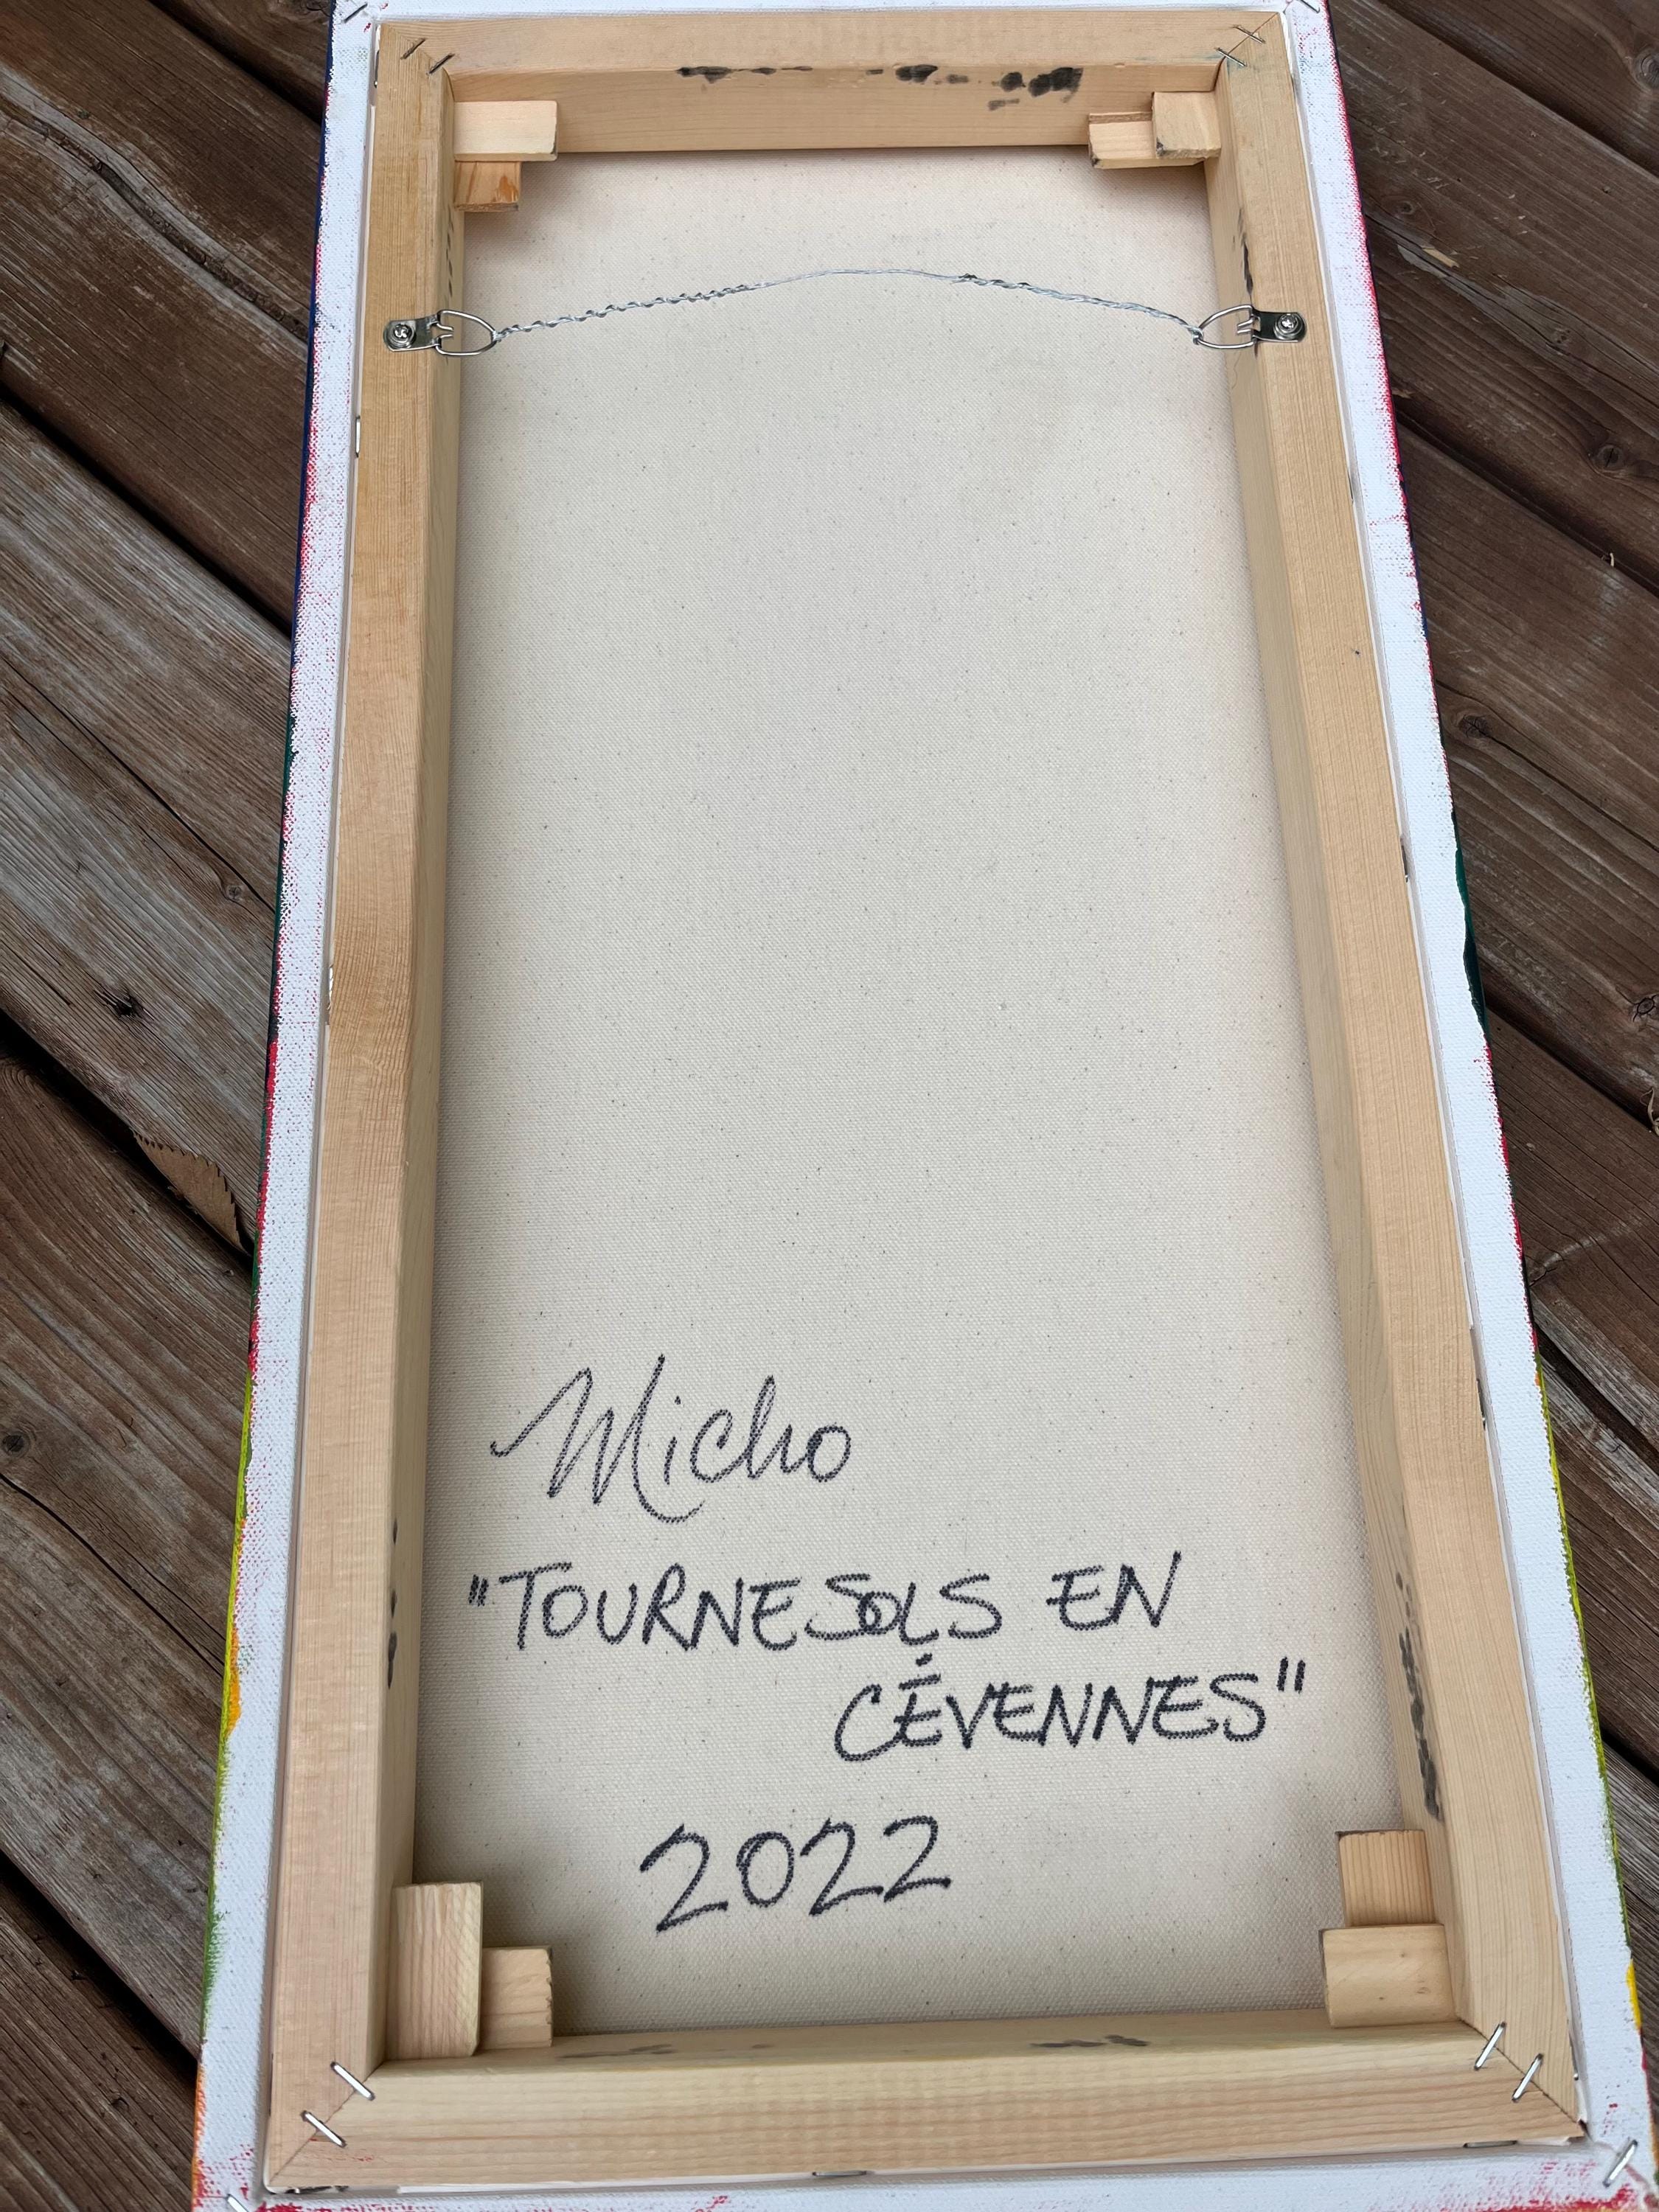 Micho
"TOURNESOLS EN
CÉVENNES"
2022